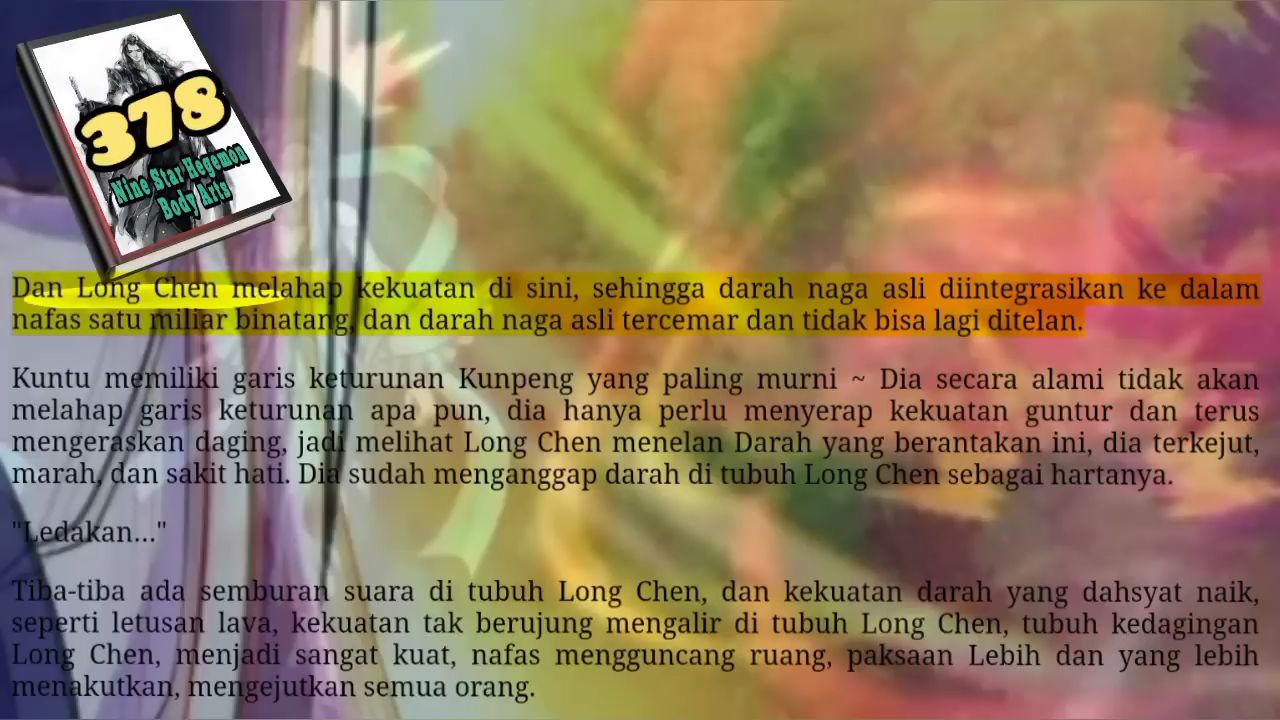 378
Nine Star Hegemon
Body Arts
Dan Long Chen melahap kekuatan di sini, sehingga darah naga asli diintegrasikan ke dalam
nafas satu miliar binatang, dan darah naga asli tercemar dan tidak bisa lagi ditelan.
Kuntu memiliki garis keturunan Kunpeng yang paling murni ~ Dia secara alami tidak akan
melahap garis keturunan apa pun, dia hanya perlu menyerap kekuatan guntur dan terus
mengeraskan daging, jadi melihat Long Chen menelan Darah yang berantakan ini, dia terkejut,
marah, dan sakit hati. Dia sudah menganggap darah di tubuh Long Chen sebagai hartanya.
"Ledakan..."
Tiba-tiba ada semburan suara di tubuh Long Chen, dan kekuatan darah yang dahsyat naik,
seperti letusan lava, kekuatan tak berujung mengalir di tubuh Long Chen, tubuh kedagingan
Long Chen, menjadi sangat kuat, nafas mengguncang ruang, paksaan Lebih dan yang lebih
menakutkan, mengejutkan semua orang.